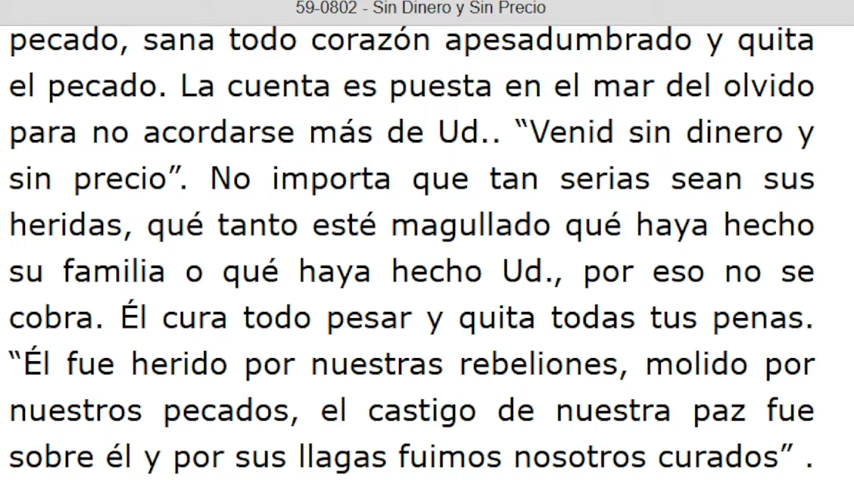 59-0802 - Sin Dinero y Sin Precio
pecado, sana todo corazón apesadumbrado y quita
el pecado. La cuenta es puesta en el mar del olvido
para no acordarse más de Ud.. “Venid sin dinero y
sin precio”. No importa que tan serias sean sus
heridas, qué tanto esté magullado qué haya hecho
su familia o qué haya hecho Ud., por eso no se
cobra. Él cura todo pesar y quita todas tus penas.
“Él fue herido por nuestras rebeliones, molido por
nuestros pecados, el castigo de nuestra paz fue
sobre él y por sus llagas fuimos nosotros curados” .